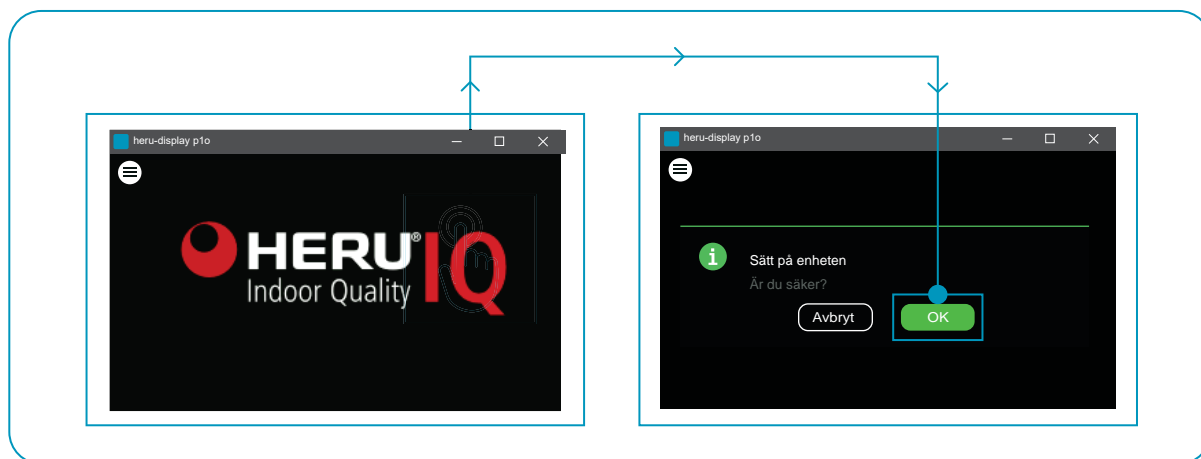 heru-display p1o
HERU® IQ
Indoor Quality
heru-display p1o
i
Sätt på enheten
Är du säker?
Avbryt
OK